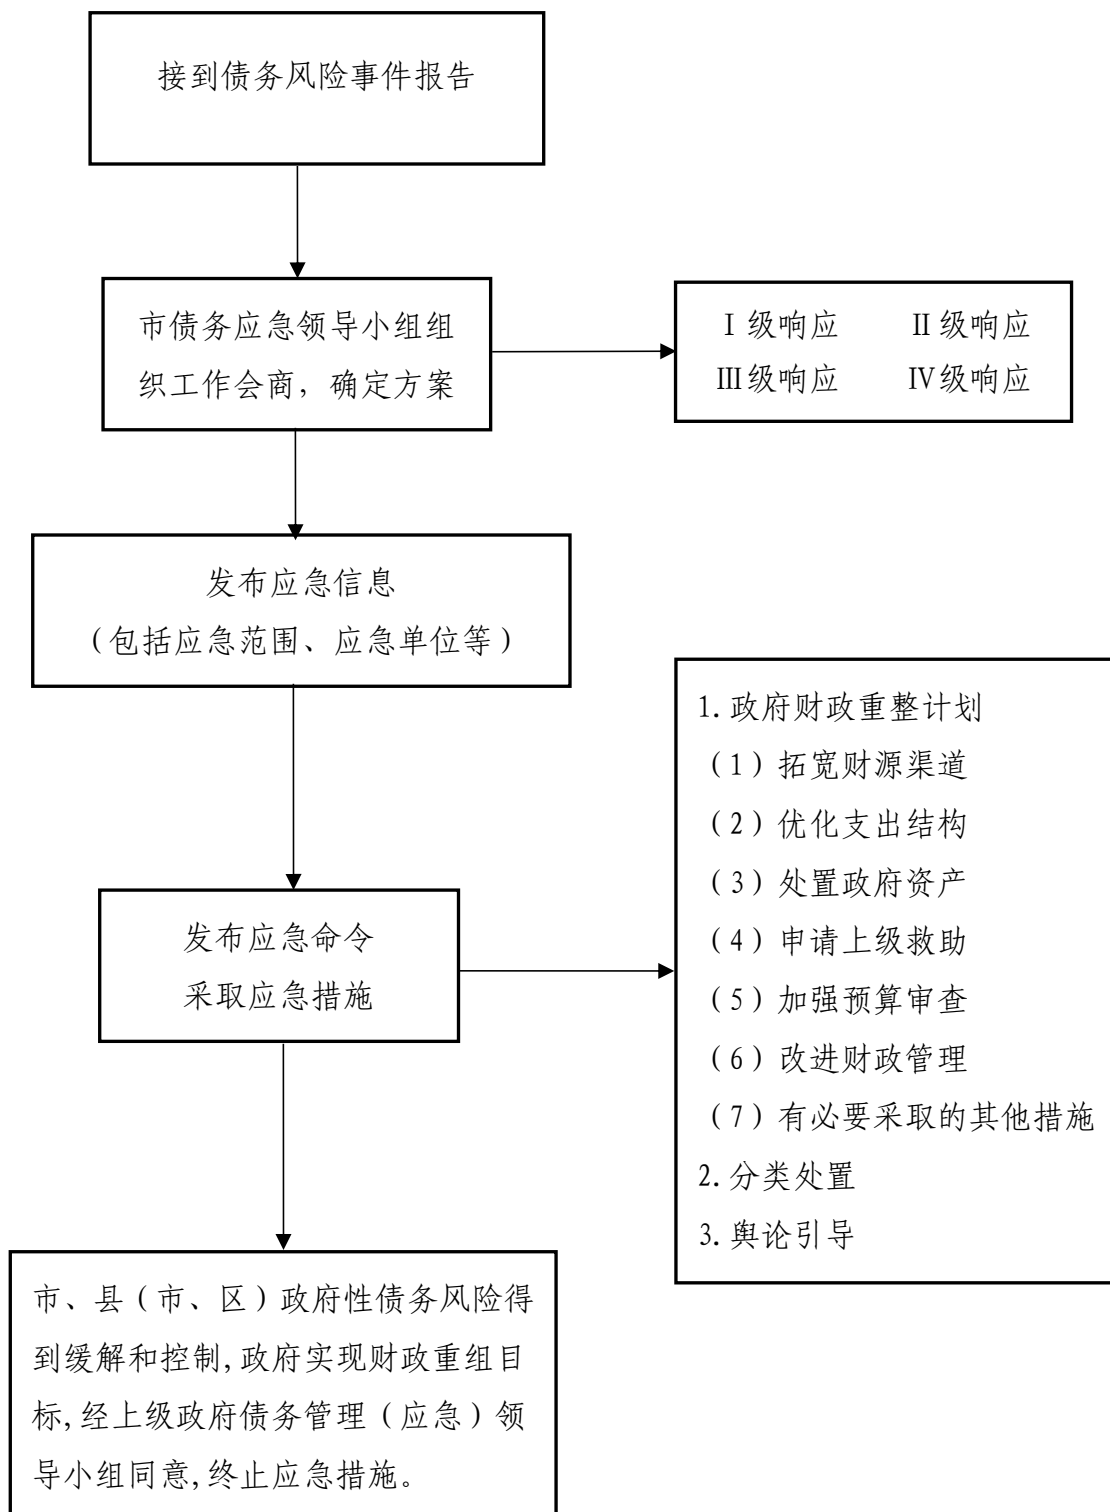 接到债务风险事件报告
市债务应急领导小组组
织工作会商，确定方案
Ⅰ级响应 Ⅱ级响应
Ⅲ级响应 Ⅳ级响应
发布应急信息
（包括应急范围、应急单位等）
发布应急命令
采取应急措施
1.政府财政重整计划
（1）拓宽财源渠道
（2）优化支出结构
（3）处置政府资产
（4）申请上级救助
（5）加强预算审查
（6）改进财政管理
（7）有必要采取的其他措施
2.分类处置
3.舆论引导
市、县（市、区）政府性债务风险得
到缓解和控制,政府实现财政重组目
标,经上级政府债务管理（应急）领
导小组同意,终止应急措施。